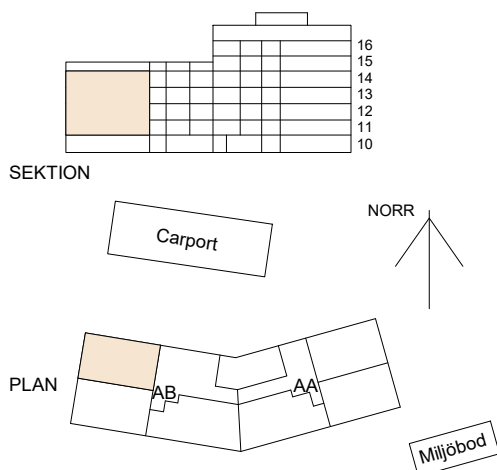 16
15
14
13
12
11
10
SEKTION
Carport
NORR
PLAN
AB
AA
Miljöbod